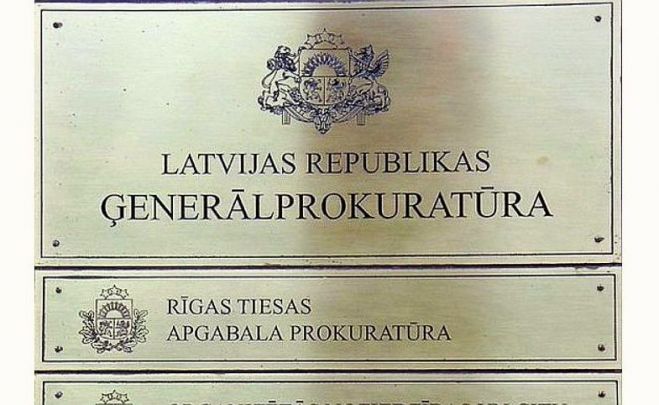 LATVIJAS REPUBLIKAS
ĢENERĀLPROKURATŪRA
RĪGAS TIESAS
APGABALA PROKURATŪRA